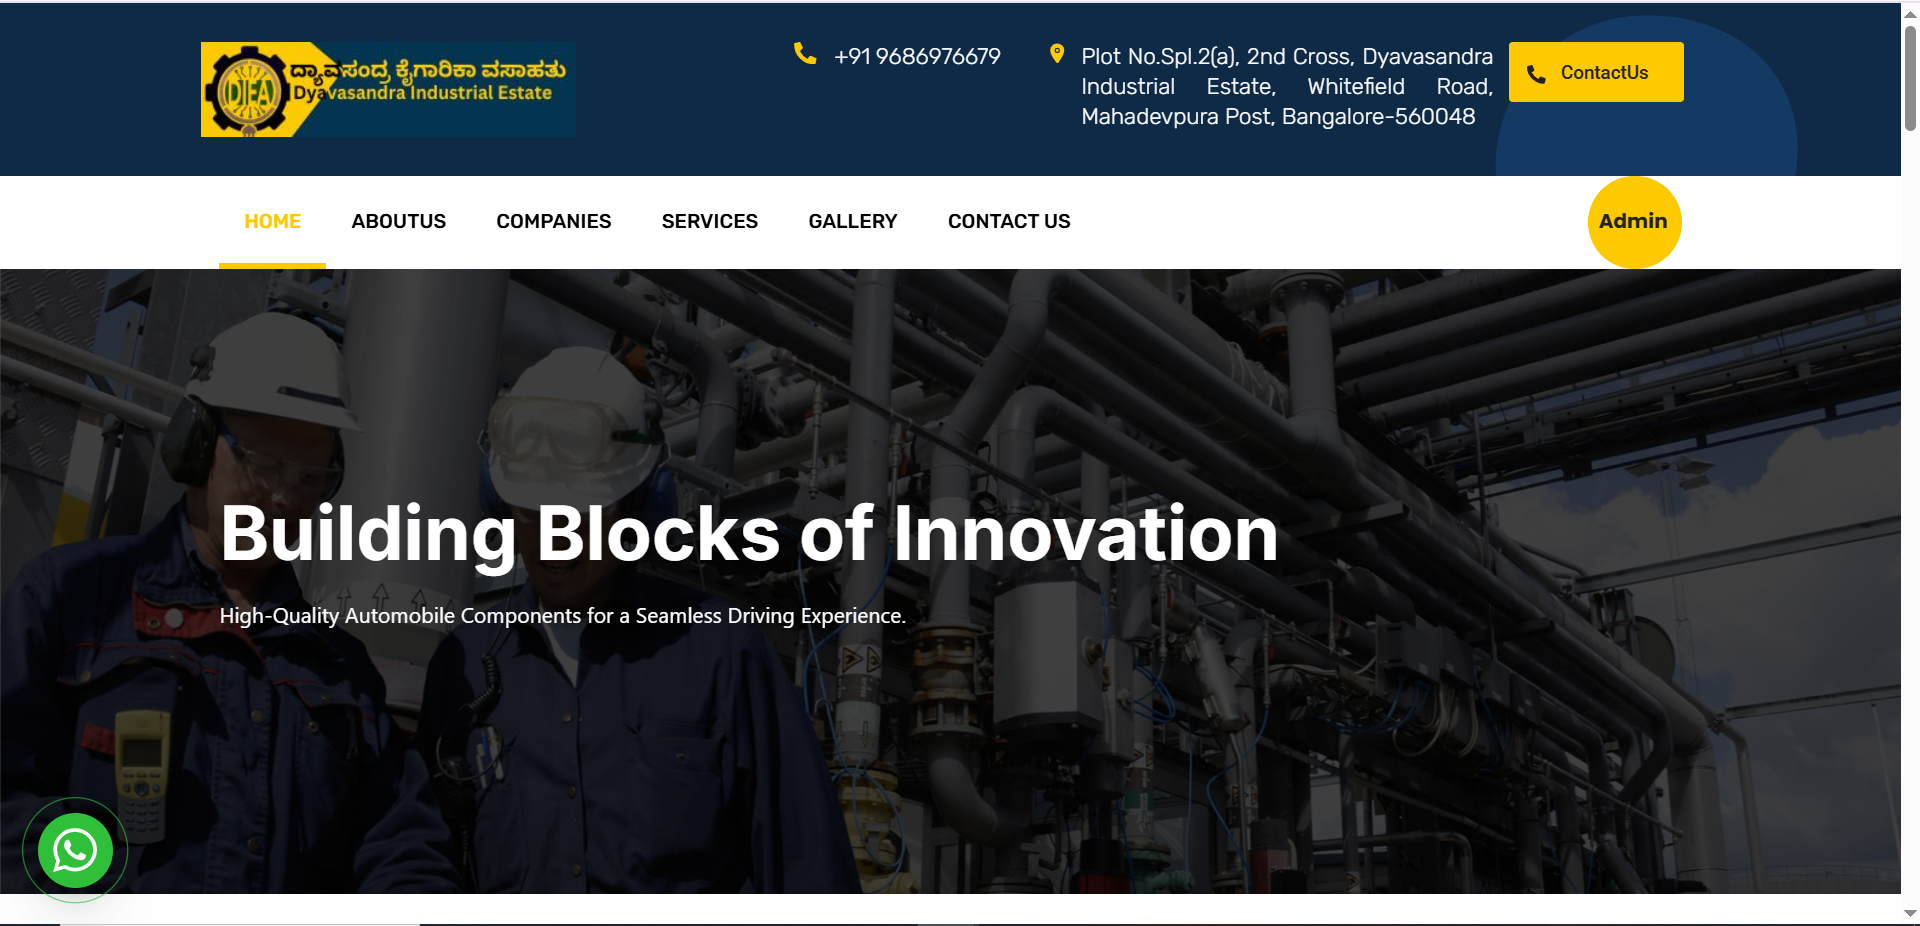 DIEA
ದ್ಯಾವಸಂದ್ರ ಕೈಗಾರಿಕಾ ವಸಾಹತು
Dyavasandra Industrial Estate
+91 9686976679
Plot No.Spl.2(a), 2nd Cross, Dyavasandra
Industrial Estate, Whitefield Road,
Mahadevpura Post, Bangalore-560048
ContactUs
HOME
ABOUTUS
COMPANIES
SERVICES
GALLERY
CONTACT US
Admin
Building Blocks of Innovation
High-Quality Automobile Components for a Seamless Driving Experience.